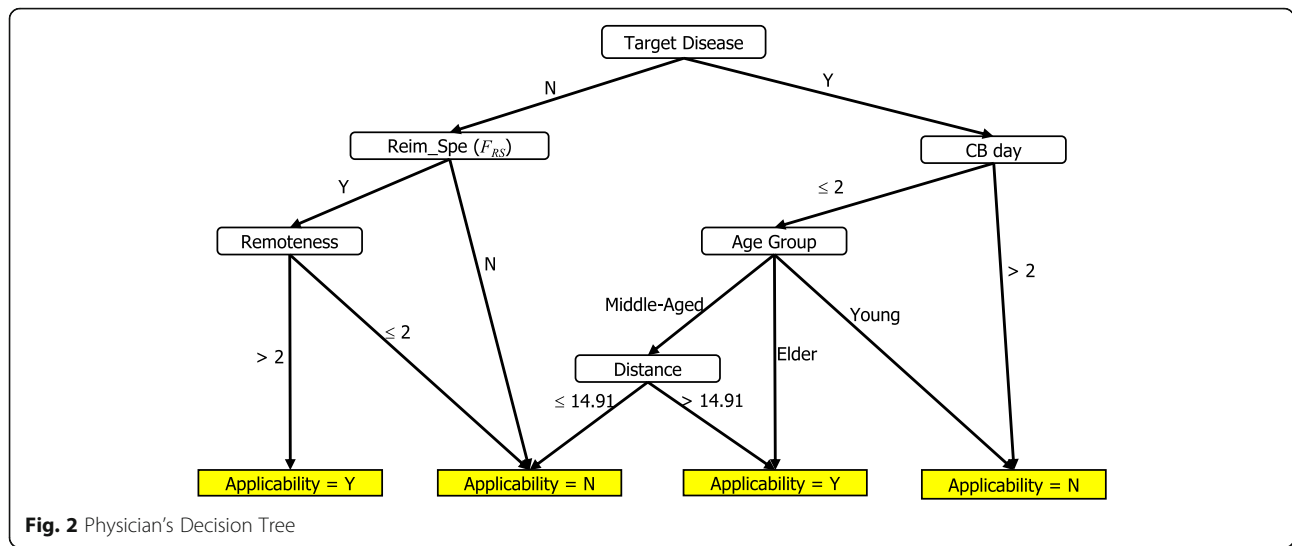 Target Disease
N
Y
Reim_Spe (F_RS)
CB day
Y
≤ 2
Remoteness
Age Group
N
> 2
Middle-Aged
Young
≤ 2
> 2
Elder
Distance
≤ 14.91
> 14.91
Applicability = Y
Applicability = N
Applicability = Y
Applicability = N
Fig. 2 Physician's Decision Tree